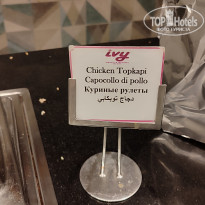 TOP Hotels
ivy
Chicken Topkapi
Capocollo di pollo
Куриные рулеты
دجاج توبكابي